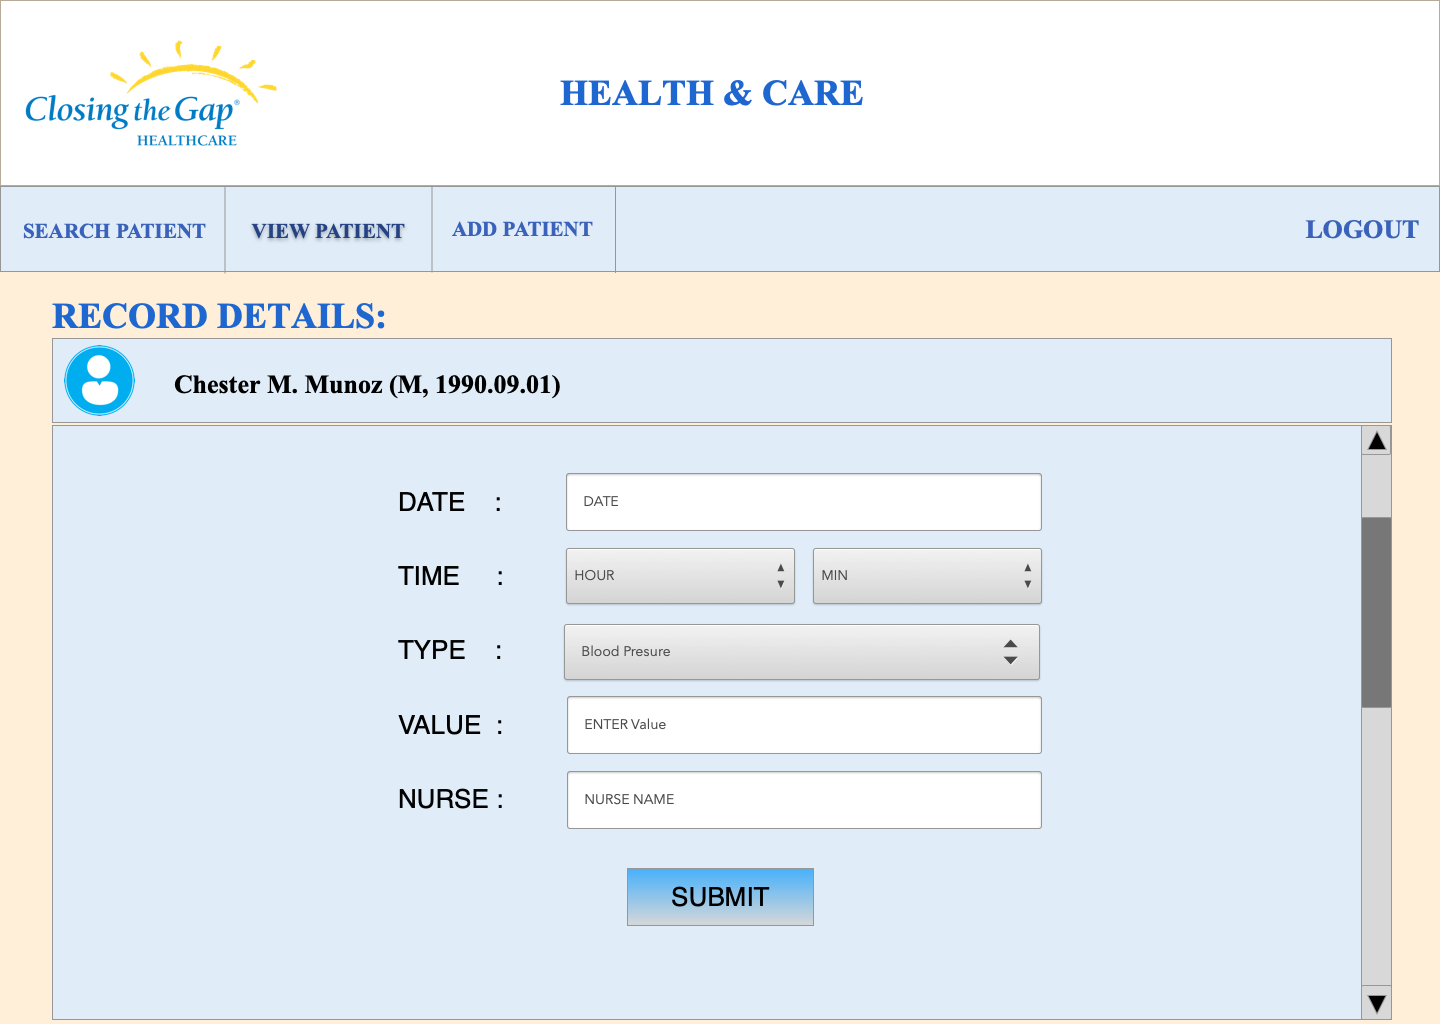 Closing the Gap®
HEALTHCARE
HEALTH & CARE
SEARCH PATIENT
VIEW PATIENT
ADD PATIENT
LOGOUT
RECORD DETAILS:
Chester M. Munoz (M, 1990.09.01)
DATE :
DATE
TIME :
HOUR
MIN
TYPE :
Blood Presure
VALUE :
ENTER Value
NURSE :
NURSE NAME
SUBMIT